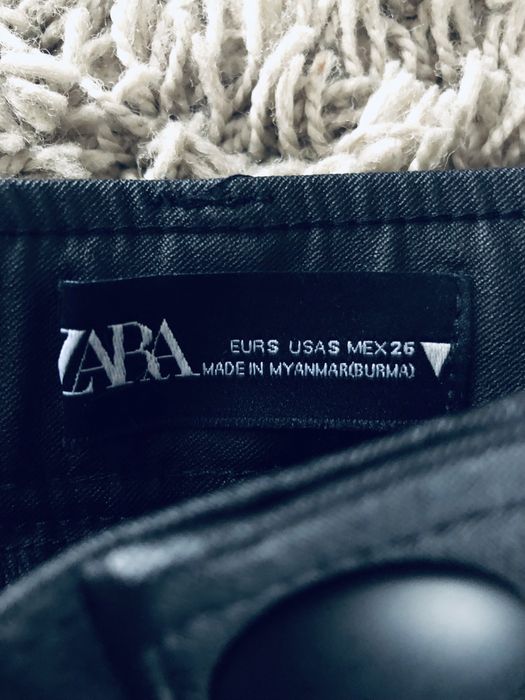 ZARA
EUR S USA S MEX 26
MADE IN MYANMAR(BURMA)